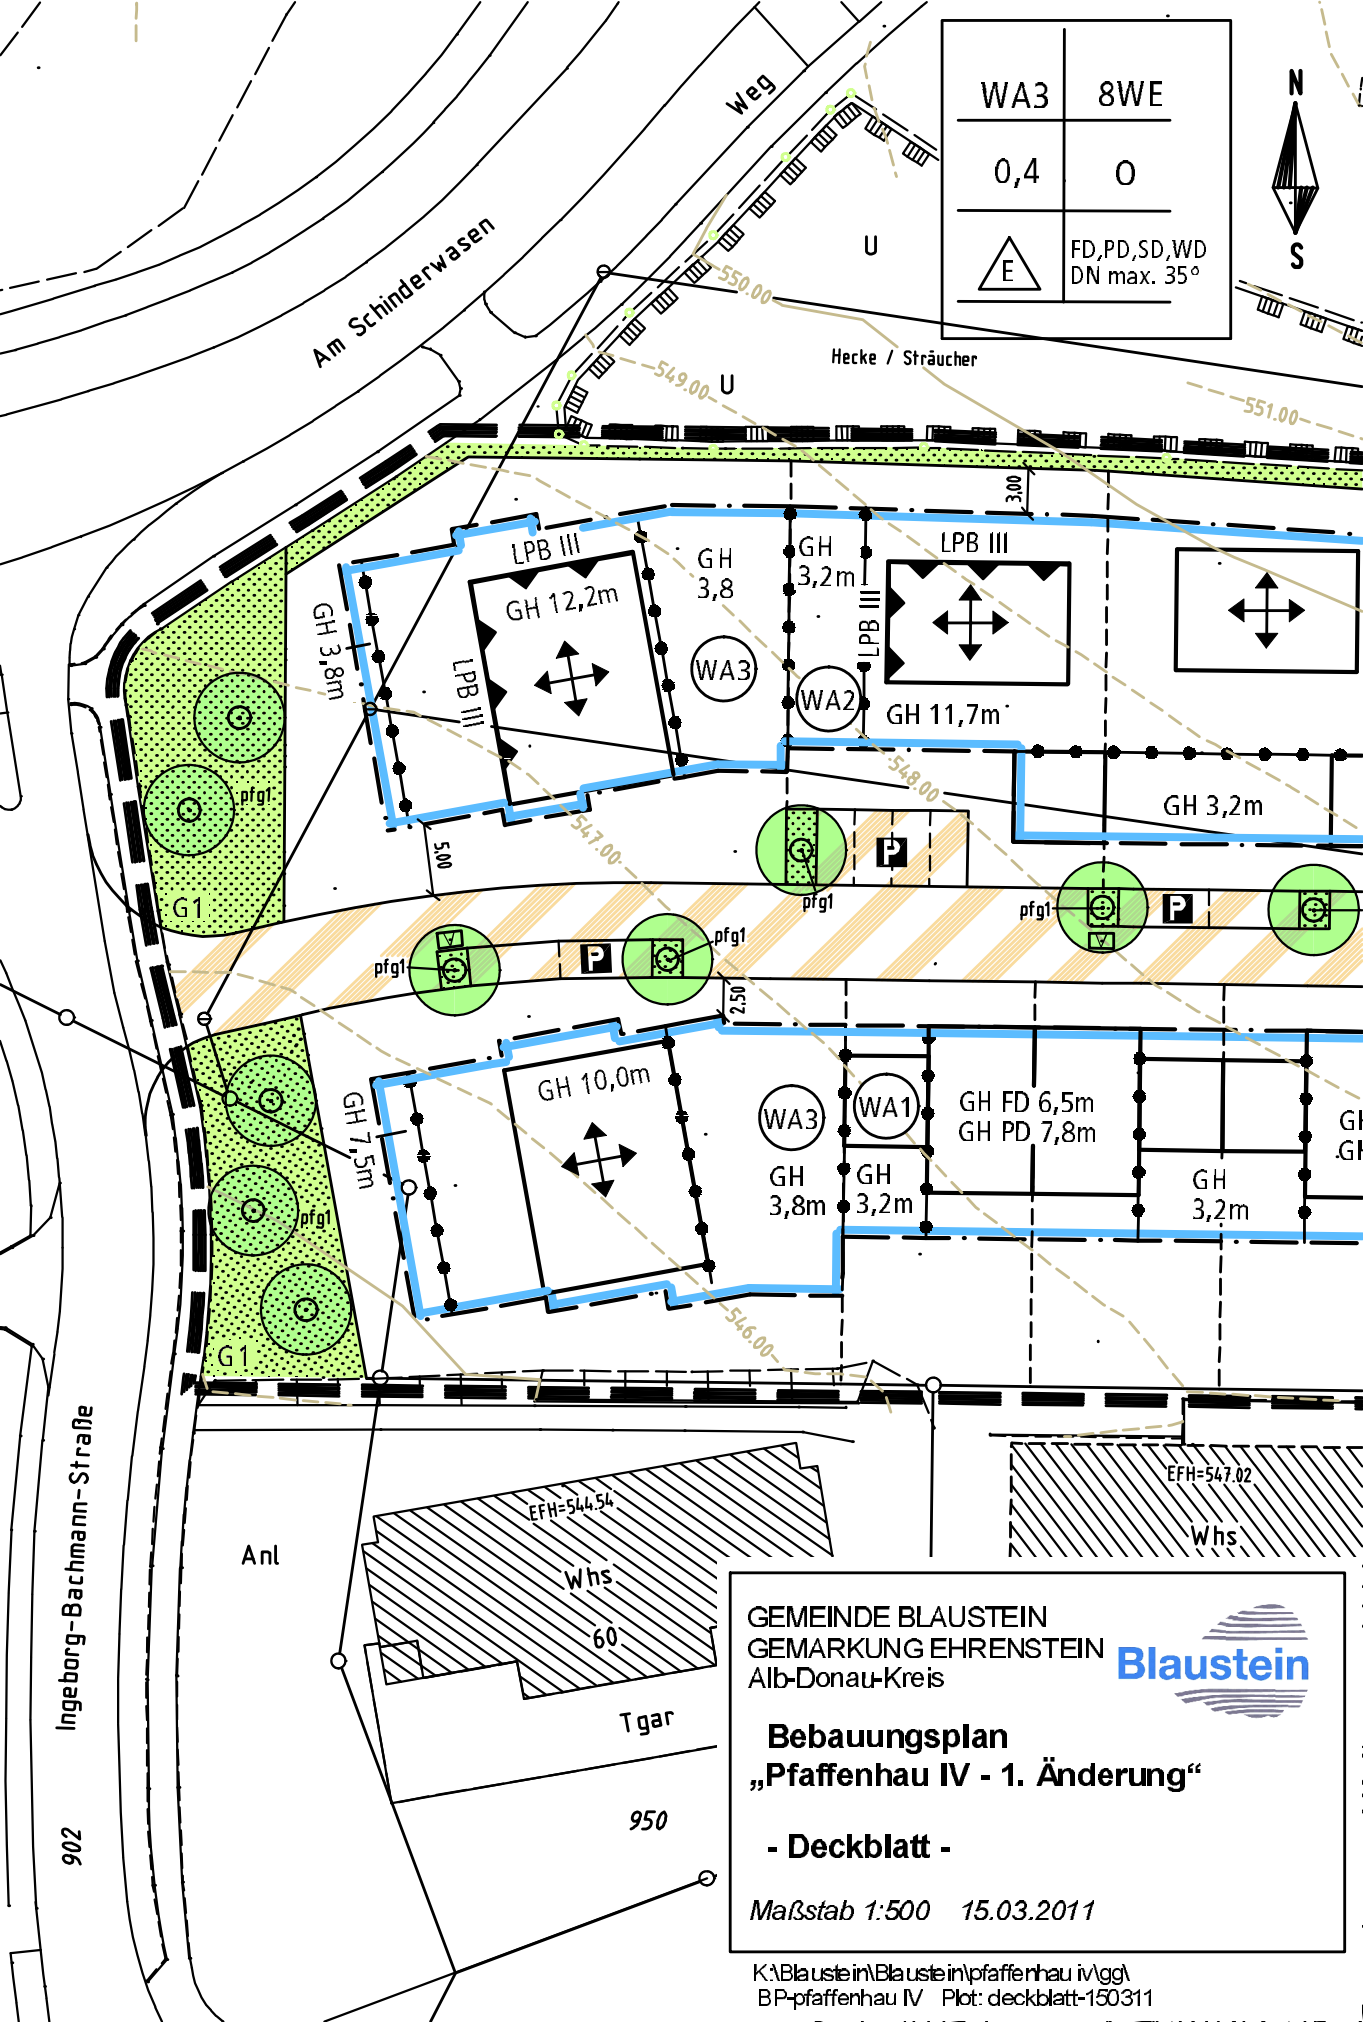 Weg
WA3 8WE
0,4 O
E FD,PD,SD,WD
DN max. 35°
N
S
Am Schinderwasen
U
550.00
Hecke / Sträucher
549.00
U
551.00
3.00
LPB III
GH
3,8
GH
3,2m
LPB III
GH 12,2m
GH 3,8m
LPB III
WA3
LPB III
WA2
GH 11,7m
548.00
GH 3,2m
pfg1
547.00
5.00
P
pfg1
G1
pfg1
P
pfg1
P
pfg1
2.50
GH 10,0m
GH 7,5m
WA3
WA1
GH FD 6,5m
GH PD 7,8m
GH
3,8m
GH
3,2m
GH
3,2m
GH
GH
pfg1
546.00
G1
Ingeborg-Bachmann-Straße
902
EFH=544.54
EFH=547.02
Whs
Anl
Whs
60
Tgar
950
GEMEINDE BLAUSTEIN
GEMARKUNG EHRENSTEIN
Alb-Donau-Kreis
Blaustein
Bebauungsplan
„Pfaffenhau IV - 1. Änderung“
- Deckblatt -
Maßstab 1:500 15.03.2011
K:\Blaustein\Blaustein\pfaffenhau iv\gg\
BP-pfaffenhau IV Plot: deckblatt-150311